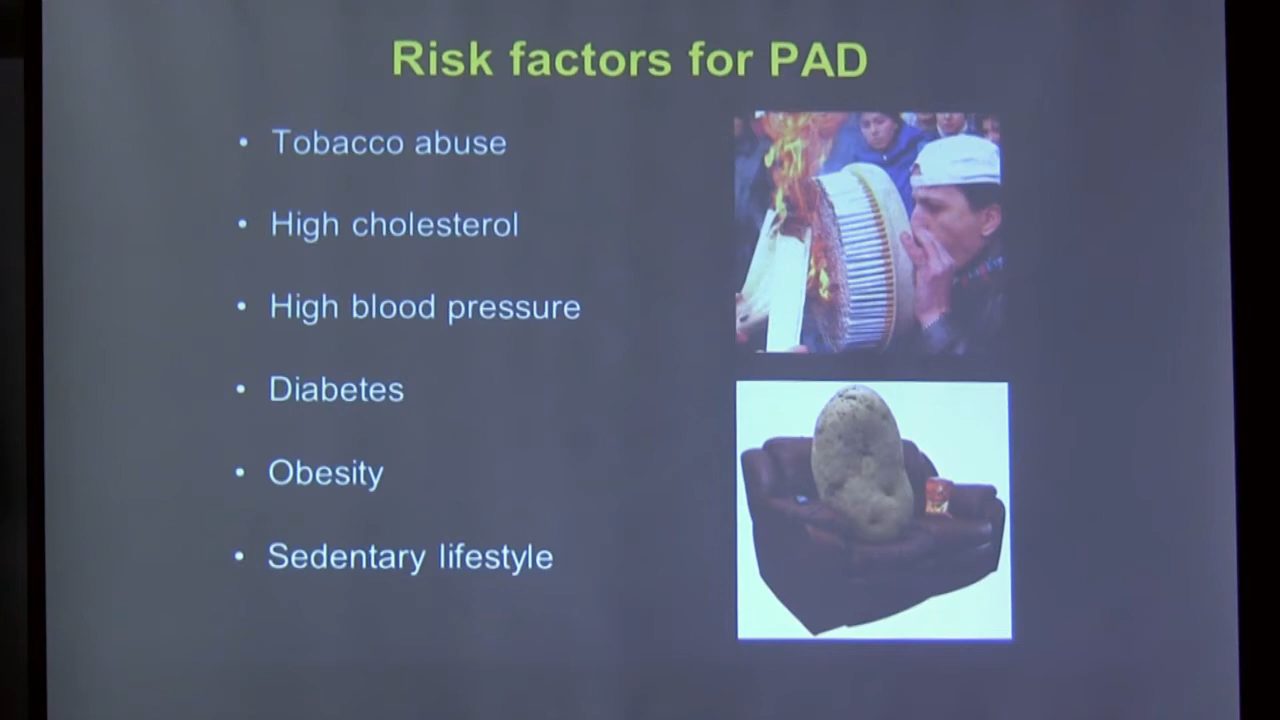 Risk factors for PAD
• Tobacco abuse
• High cholesterol
• High blood pressure
• Diabetes
• Obesity
• Sedentary lifestyle